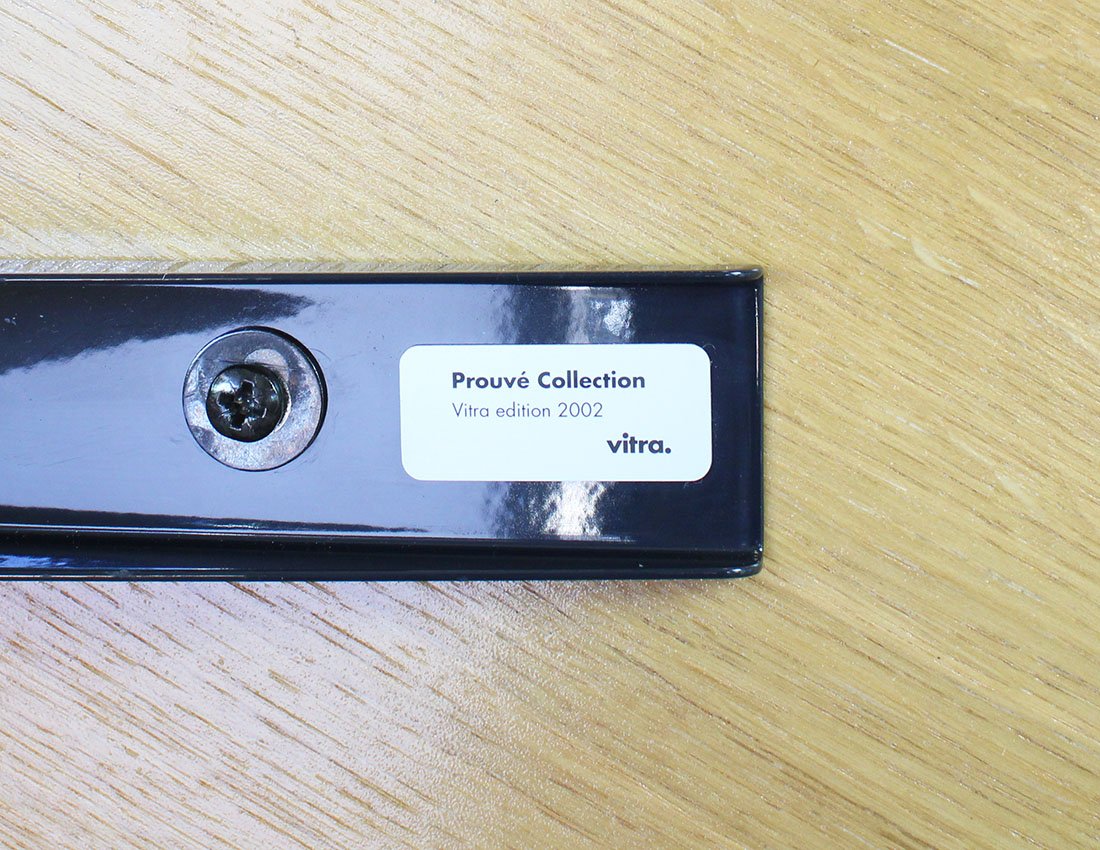 Prouvé Collection
Vitra edition 2002
vitra.